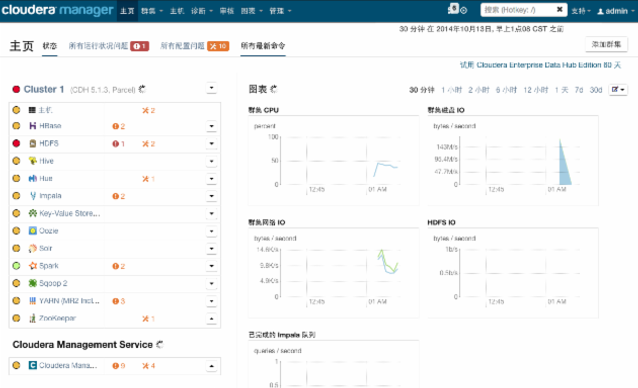 cloudera manager 主页 群集 主机 诊断 审核 图表 管理 6 搜索 (Hotkey: /) 支持 admin
30 分钟 在 2014年10月13日, 早上1点08 CST 之前
主页 状态 所有运行状况问题 1 所有配置问题 10 所有最新命令 添加群集
试用 Cloudera Enterprise Data Hub Edition 60 天
Cluster 1 (CDH 5.1.3, Parcel)
主机 2
HBase 2
HDFS 1 2
Hive
Hue 1
Impala 2
Key-Value Store...
Oozie
Solr
Spark 2
Sqoop 2
YARN (MR2 Incl... 3
ZooKeeper 1
Cloudera Management Service
Cloudera Mana... 9 4
图表 30 分钟 1 小时 2 小时 6 小时 12 小时 1 天 7d 30d
群集 CPU
percent
100
50
0
12:45 01 AM
群集磁盘 IO
bytes / second
143M/s
95.4M/s
47.7M/s
0
12:45 01 AM
群集网络 IO
bytes / second
14.6K/s
9.8K/s
4.9K/s
0
12:45 01 AM
HDFS IO
bytes / second
1b/s
0.5b/s
0
12:45 01 AM
已完成的 Impala 队列
queries / second
1
0.5